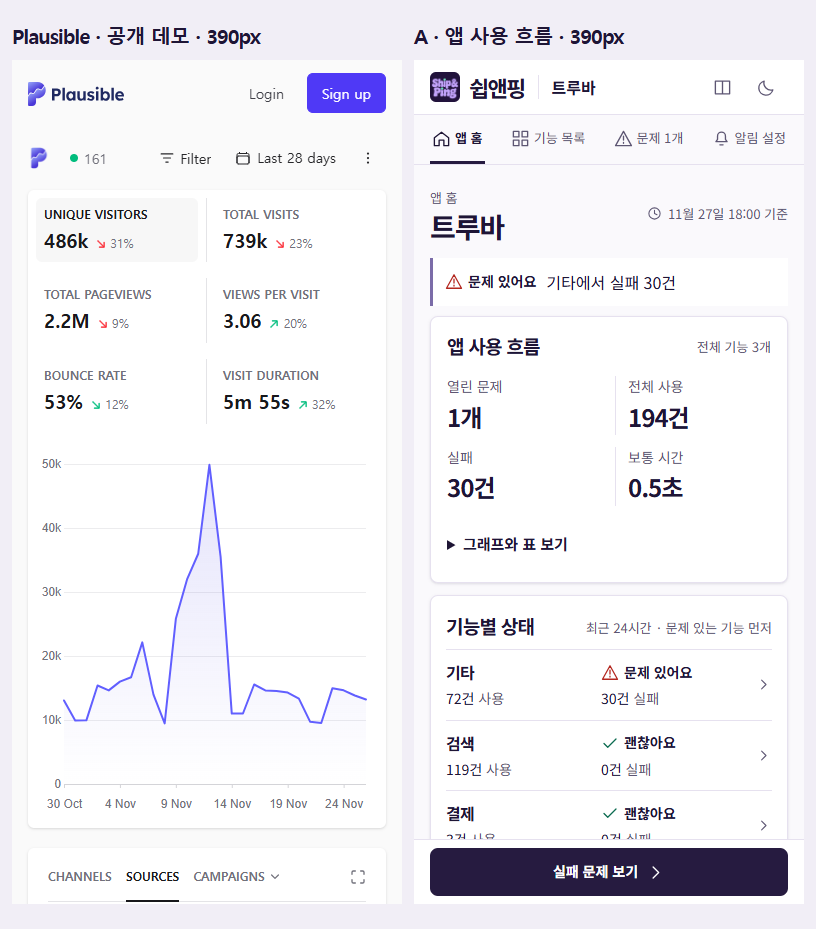 Plausible · 공개 데모 · 390px
Plausible
Login
Sign up
161
Filter
Last 28 days
UNIQUE VISITORS
486k 31%
TOTAL VISITS
739k 23%
TOTAL PAGEVIEWS
2.2M 9%
VIEWS PER VISIT
3.06 20%
BOUNCE RATE
53% 12%
VISIT DURATION
5m 55s 32%
50k
40k
30k
20k
10k
0
30 Oct 4 Nov 9 Nov 14 Nov 19 Nov 24 Nov
CHANNELS SOURCES CAMPAIGNS
A · 앱 사용 흐름 · 390px
Ship&
Ping
쉽앤핑
트루바
앱 홈
기능 목록
문제 1개
알림 설정
앱 홈
트루바
11월 27일 18:00 기준
문제 있어요 기타에서 실패 30건
앱 사용 흐름
전체 기능 3개
열린 문제
1개
전체 사용
194건
실패
30건
보통 시간
0.5초
그래프와 표 보기
기능별 상태
최근 24시간 · 문제 있는 기능 먼저
기타
72건 사용
문제 있어요
30건 실패
검색
119건 사용
괜찮아요
0건 실패
결제
3건 사용
괜찮아요
0건 실패
실패 문제 보기